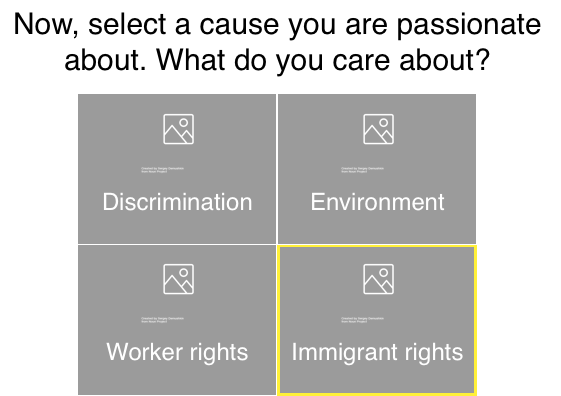 Now, select a cause you are passionate
about. What do you care about?
Discrimination
Environment
Worker rights
Immigrant rights